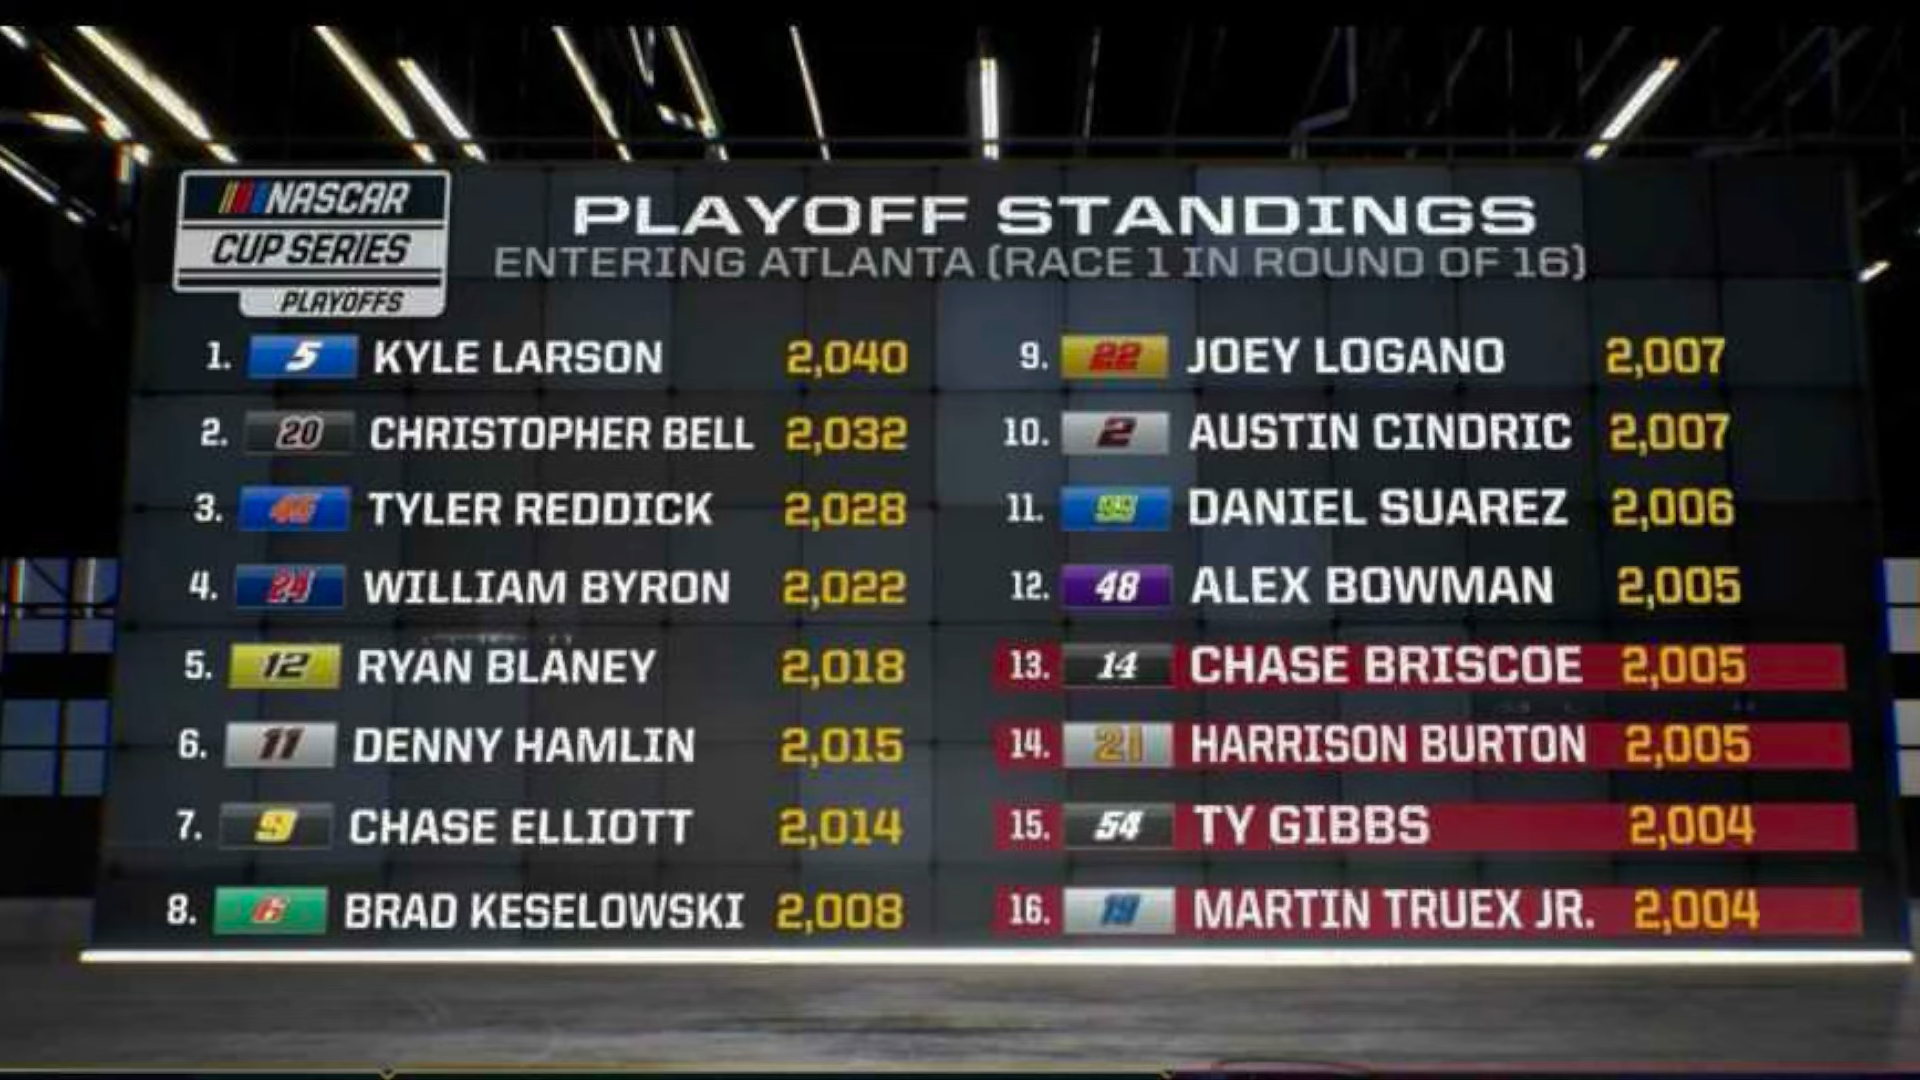 NASCAR
CUP SERIES
PLAYOFFS
PLAYOFF STANDINGS
ENTERING ATLANTA (RACE 1 IN ROUND OF 16)
1. 5 KYLE LARSON 2,040
2. 20 CHRISTOPHER BELL 2,032
3. 45 TYLER REDDICK 2,028
4. 24 WILLIAM BYRON 2,022
5. 12 RYAN BLANEY 2,018
6. 11 DENNY HAMLIN 2,015
7. 9 CHASE ELLIOTT 2,014
8. 6 BRAD KESELOWSKI 2,008
9. 22 JOEY LOGANO 2,007
10. 2 AUSTIN CINDRIC 2,007
11. 99 DANIEL SUAREZ 2,006
12. 48 ALEX BOWMAN 2,005
13. 14 CHASE BRISCOE 2,005
14. 21 HARRISON BURTON 2,005
15. 54 TY GIBBS 2,004
16. 19 MARTIN TRUEX JR. 2,004